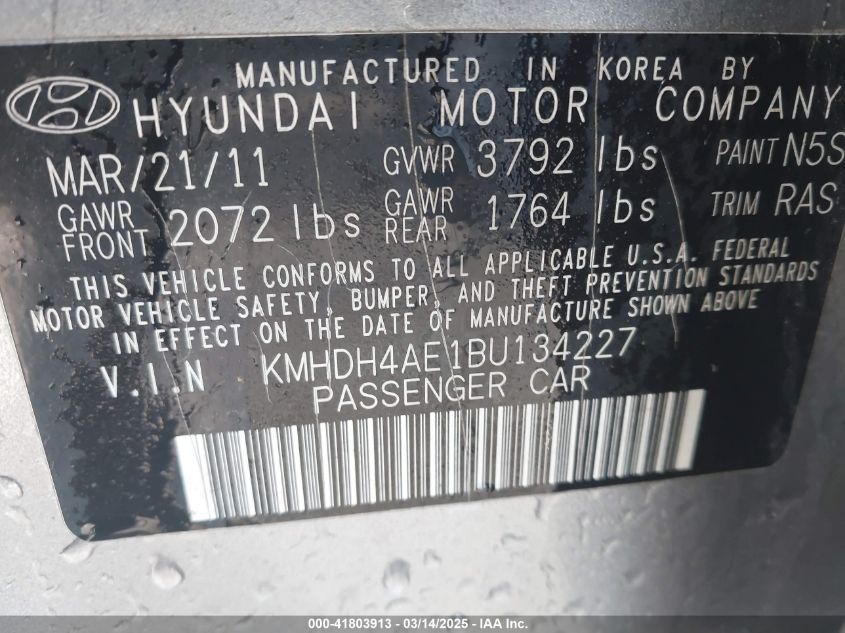 MANUFACTURED IN KOREA BY
HYUNDAI MOTOR COMPANY
MAR/21/11 GVWR 3792 lbs PAINT N5S
GAWR FRONT 2072 lbs GAWR REAR 1764 lbs TRIM RAS
THIS VEHICLE CONFORMS TO ALL APPLICABLE U.S.A. FEDERAL
MOTOR VEHICLE SAFETY, BUMPER, AND THEFT PREVENTION STANDARDS
IN EFFECT ON THE DATE OF MANUFACTURE SHOWN ABOVE
V.I.N KMHDH4AE1BU134227
PASSENGER CAR
000-41803913 - 03/14/2025 - IAA Inc.